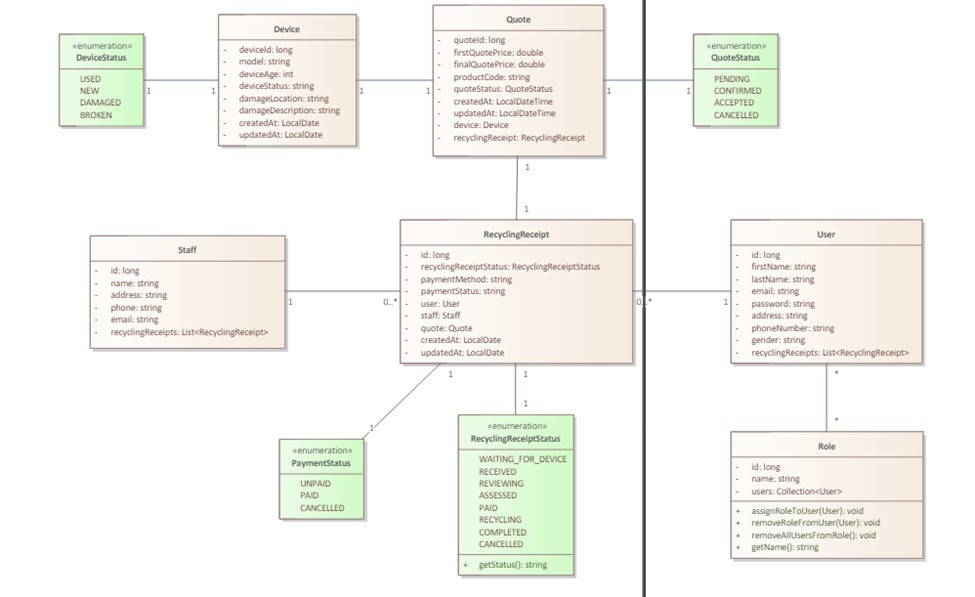 «enumeration»
DeviceStatus
USED
NEW
DAMAGED
BROKEN
1
1
Device
- deviceId: long
- model: string
- deviceAge: int
- deviceStatus: string
- damageLocation: string
- damageDescription: string
- createdAt: LocalDate
- updatedAt: LocalDate
1
1
Quote
- quoteId: long
- firstQuotePrice: double
- finalQuotePrice: double
- productCode: string
- quoteStatus: QuoteStatus
- createdAt: LocalDateTime
- updatedAt: LocalDateTime
- device: Device
- recyclingReceipt: RecyclingReceipt
1
1
«enumeration»
QuoteStatus
PENDING
CONFIRMED
ACCEPTED
CANCELLED
1
1
Staff
- id: long
- name: string
- address: string
- phone: string
- email: string
- recyclingReceipts: List<RecyclingReceipt>
1
0..*
RecyclingReceipt
- id: long
- recyclingReceiptStatus: RecyclingReceiptStatus
- paymentMethod: string
- paymentStatus: string
- user: User
- staff: Staff
- quote: Quote
- createdAt: LocalDate
- updatedAt: LocalDate
0..*
1
User
- id: long
- firstName: string
- lastName: string
- email: string
- password: string
- address: string
- phoneNumber: string
- gender: string
- recyclingReceipts: List<RecyclingReceipt>
1
1
1
1
*
*
«enumeration»
PaymentStatus
UNPAID
PAID
CANCELLED
«enumeration»
RecyclingReceiptStatus
WAITING_FOR_DEVICE
RECEIVED
REVIEWING
ASSESSED
PAID
RECYCLING
COMPLETED
CANCELLED
+ getStatus(): string
Role
- id: long
- name: string
- users: Collection<User>
+ assignRoleToUser(User): void
+ removeRoleFromUser(User): void
+ removeAllUsersFromRole(): void
+ getName(): string